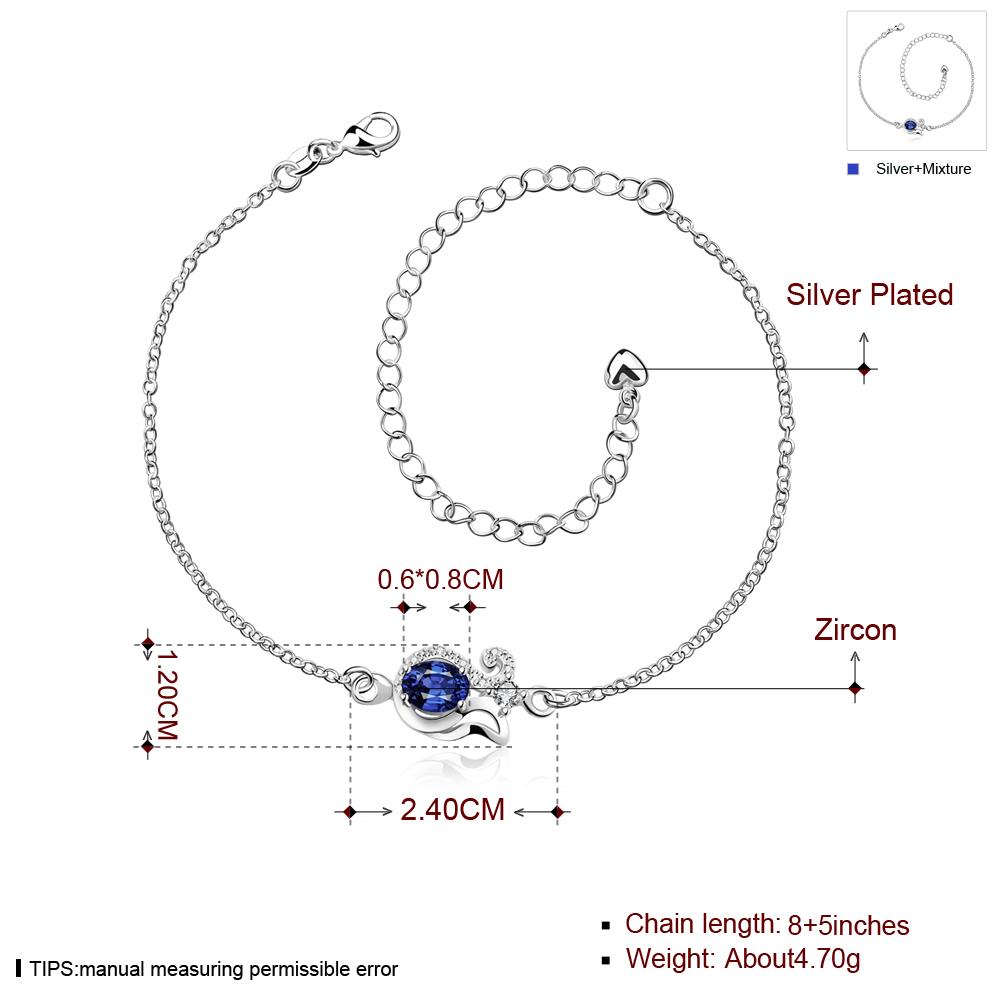 Silver+Mixture
Silver Plated
0.6*0.8CM
Zircon
1.20CM
2.40CM
Chain length: 8+5inches
Weight: About4.70g
TIPS:manual measuring permissible error